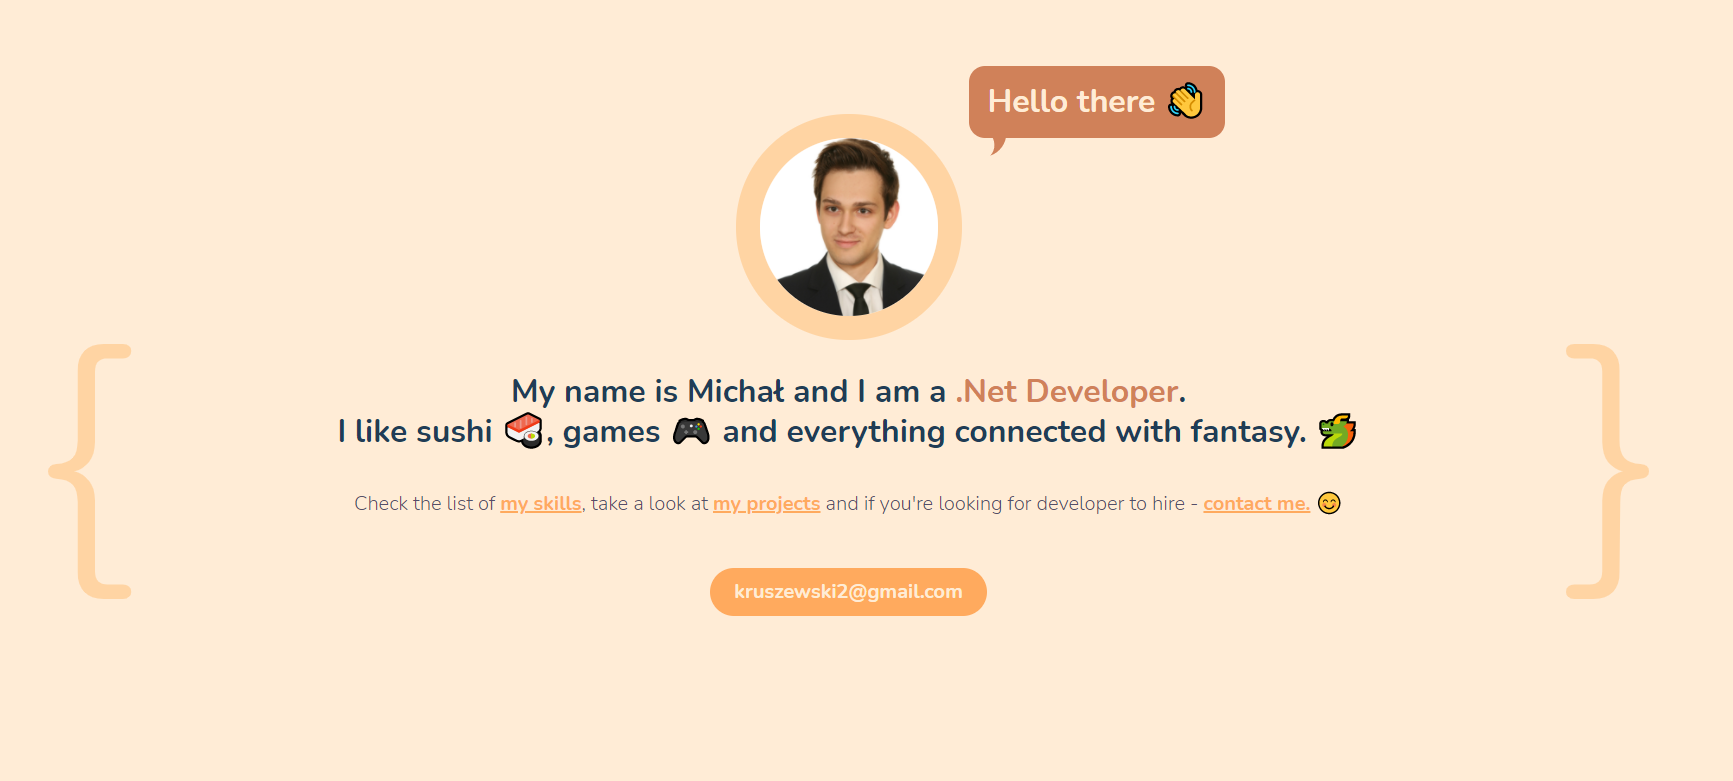 Hello there 👋
My name is Michał and I am a .Net Developer.
I like sushi 🍣, games 🎮 and everything connected with fantasy. 🐲
Check the list of my skills, take a look at my projects and if you're looking for developer to hire - contact me. 😊
kruszewski2@gmail.com